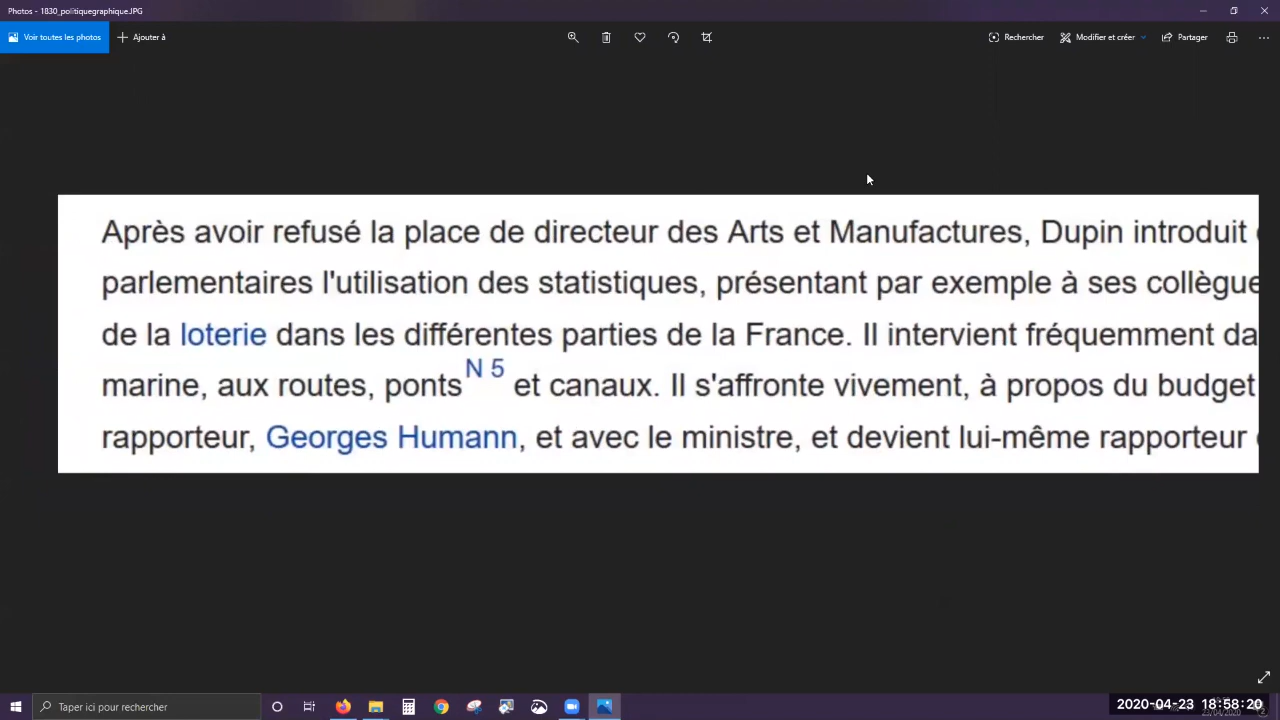 Photos - 1830_politiquegraphique.JPG
Voir toutes les photos
Ajouter à
Rechercher
Modifier et créer
Partager
Après avoir refusé la place de directeur des Arts et Manufactures, Dupin introduit
parlementaires l'utilisation des statistiques, présentant par exemple à ses collègue
de la loterie dans les différentes parties de la France. Il intervient fréquemment da
marine, aux routes, ponts N 5 et canaux. Il s'affronte vivement, à propos du budget
rapporteur, Georges Humann, et avec le ministre, et devient lui-même rapporteur
Taper ici pour rechercher
2020-04-23 18:58:20